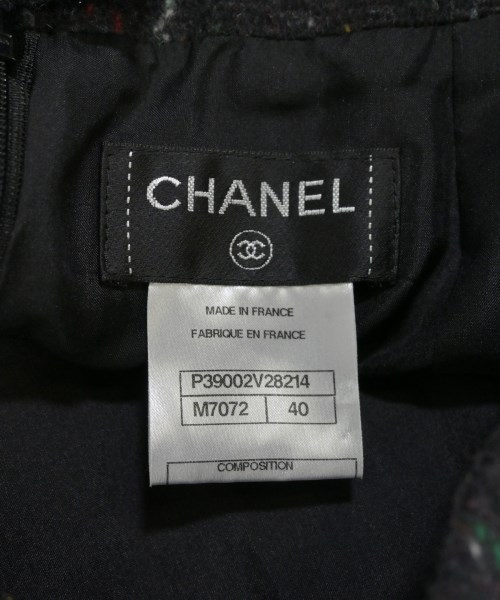 CHANEL
MADE IN FRANCE
FABRIQUE EN FRANCE
P39002V28214
M7072 40
COMPOSITION